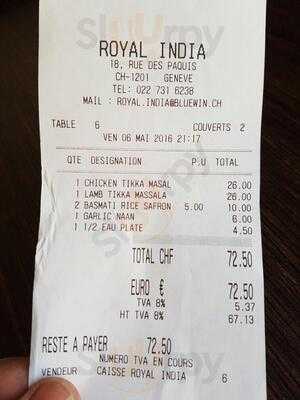 ROYAL INDIA
18, RUE DES PAQUIS
CH-1201 GENEVE
TEL: 022 731 6238
MAIL : ROYAL.INDIA@BLUEWIN.CH
TABLE 6 COUVERTS 2
VEN 06 MAI 2016 21:17
QTE DESIGNATION P.U TOTAL
1 CHICKEN TIKKA MASAL 26.00
1 LAMB TIKKA MASSALA 26.00
2 BASMATI RICE SAFRON 5.00 10.00
1 GARLIC NAAN 6.00
1 1/2 EAU PLATE 4.50
TOTAL CHF 72.50
EURO € 72.50
TVA 8% 5.37
HT TVA 8% 67.13
RESTE A PAYER 72.50
NUMERO TVA EN COURS
VENDEUR CAISSE ROYAL INDIA 6